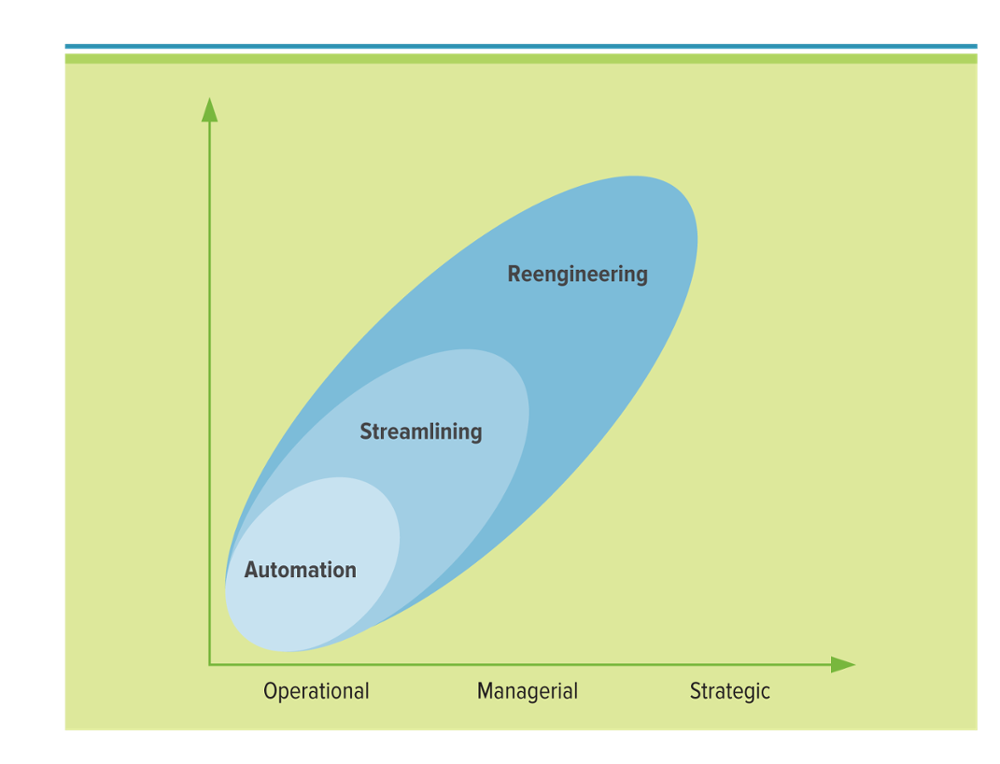 Reengineering
Streamlining
Automation
Operational Managerial Strategic